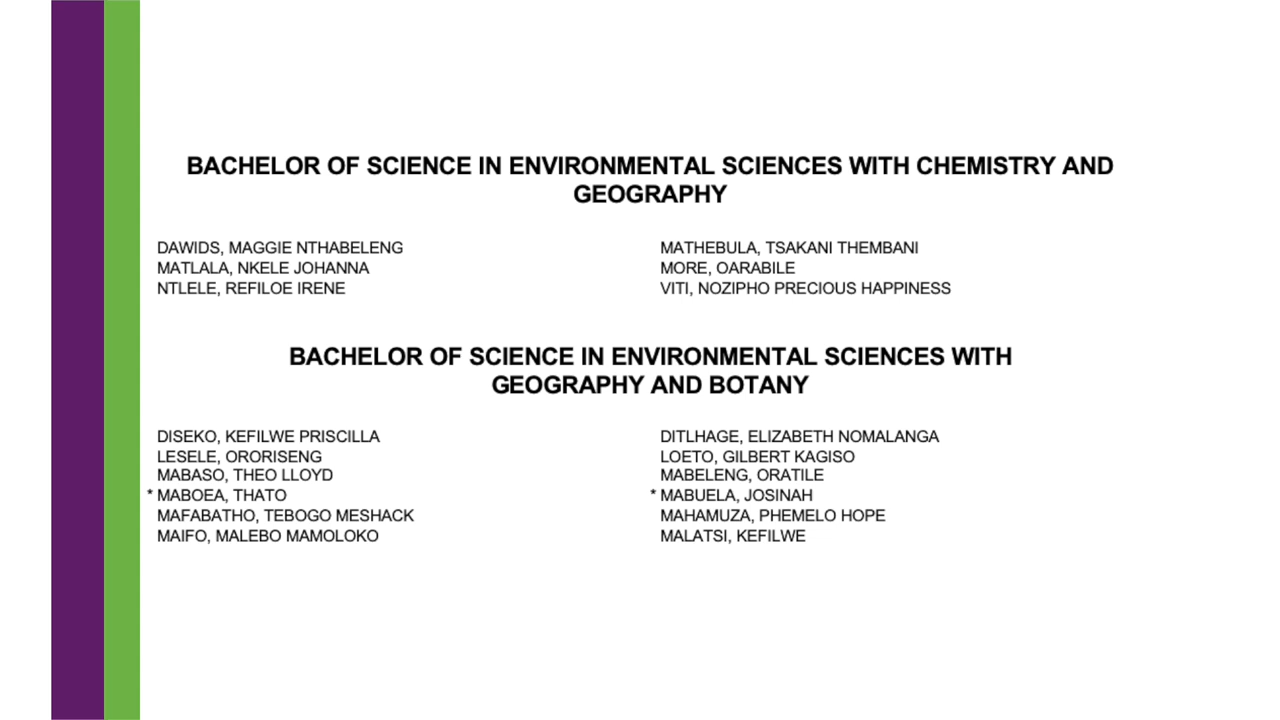 BACHELOR OF SCIENCE IN ENVIRONMENTAL SCIENCES WITH CHEMISTRY AND
GEOGRAPHY
DAWIDS, MAGGIE NTHABELENG
MATHEBULA, TSAKANI THEMBANI
MATLALA, NKELE JOHANNA
MORE, OARABILE
NTLELE, REFILOE IRENE
VITI, NOZIPHO PRECIOUS HAPPINESS
BACHELOR OF SCIENCE IN ENVIRONMENTAL SCIENCES WITH
GEOGRAPHY AND BOTANY
DISEKO, KEFILWE PRISCILLA
DITLHAGE, ELIZABETH NOMALANGA
LESELE, ORORISENG
LOETO, GILBERT KAGISO
MABASO, THEO LLOYD
MABELENG, ORATILE
* MABOEA, THATO
* MABUELA, JOSINAH
MAFABATHO, TEBOGO MESHACK
MAHAMUZA, PHEMELO HOPE
MAIFO, MALEBO MAMOLOKO
MALATSI, KEFILWE